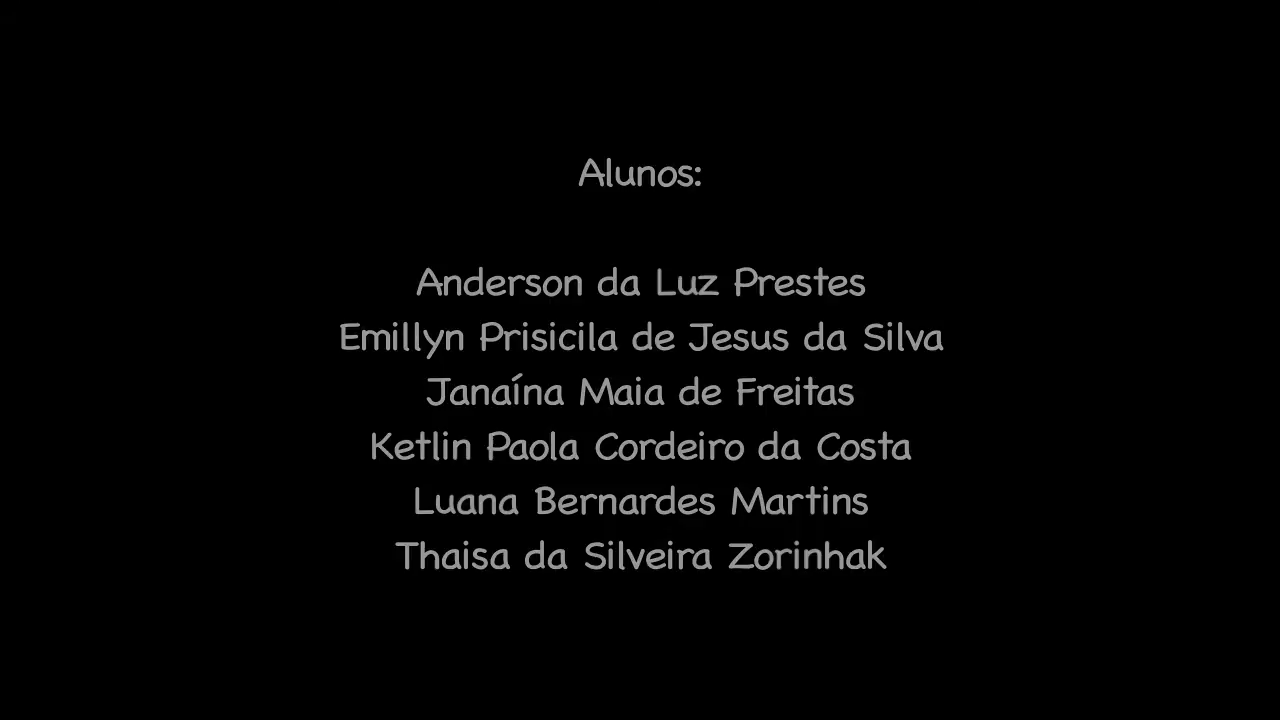 Alunos:
Anderson da Luz Prestes
Emillyn Prisicila de Jesus da Silva
Janaína Maia de Freitas
Ketlin Paola Cordeiro da Costa
Luana Bernardes Martins
Thaisa da Silveira Zorinhak